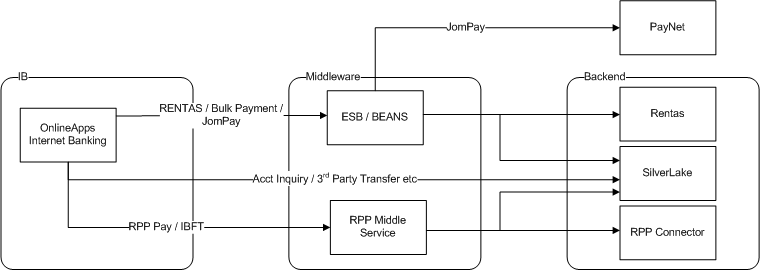 JomPay
PayNet
IB
Middleware
Backend
RENTAS / Bulk Payment /
JomPay
OnlineApps
Internet Banking
ESB / BEANS
Rentas
Acct Inquiry / 3rd Party Transfer etc
SilverLake
RPP Pay / IBFT
RPP Middle
Service
RPP Connector